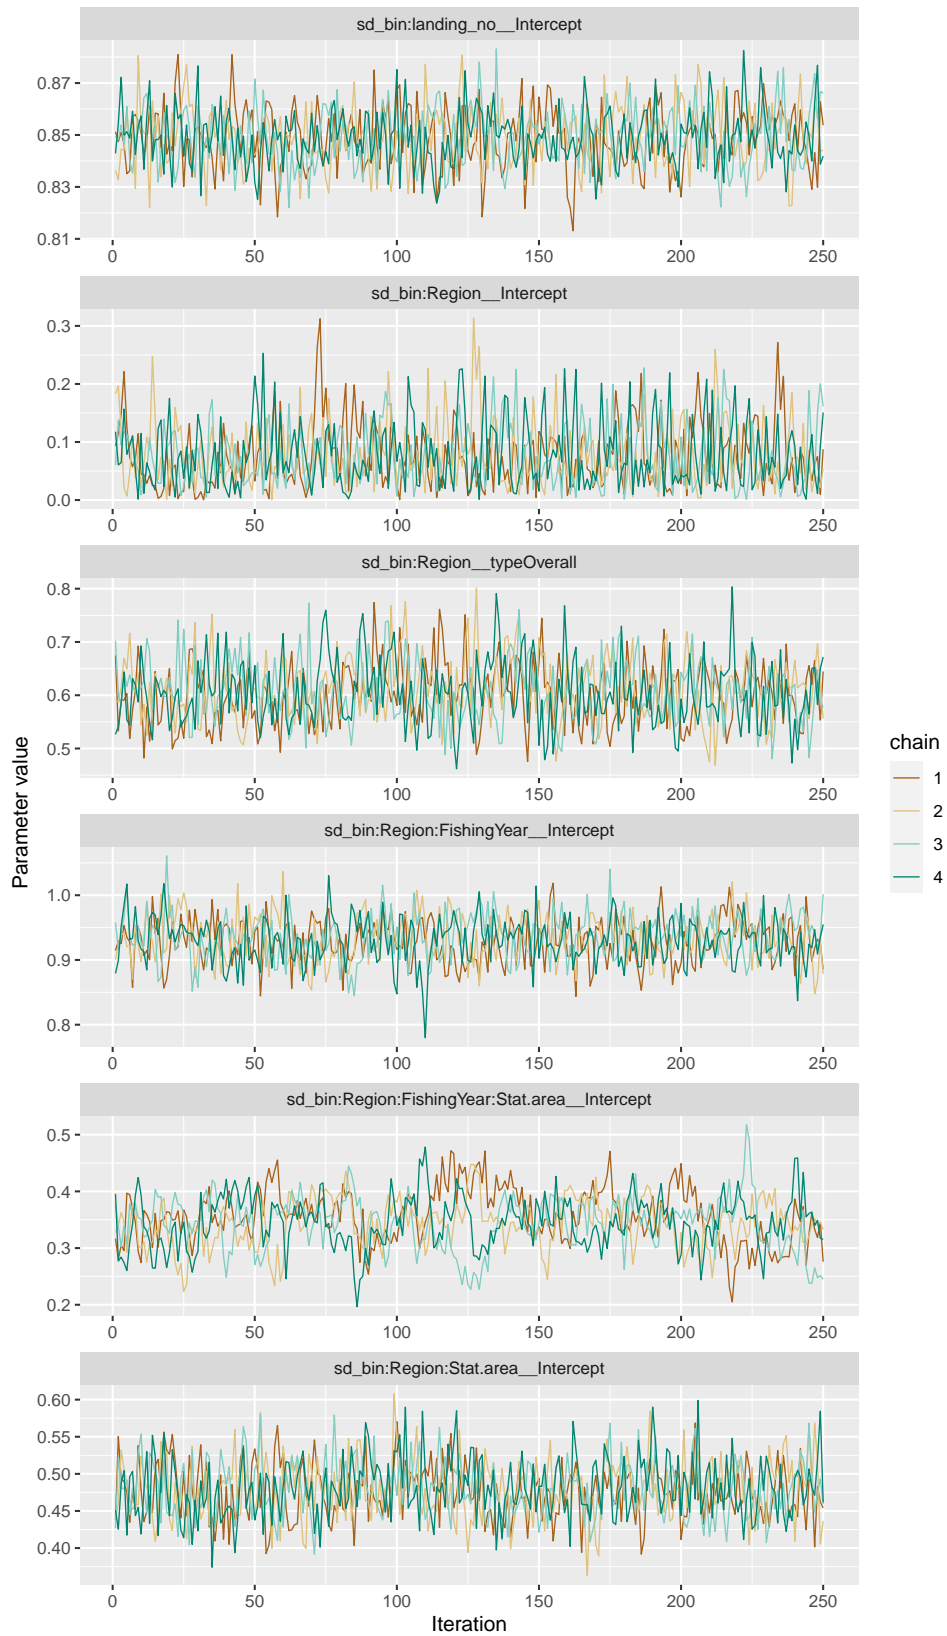 sd_bin:landing_no__Intercept
0.87
0.85
0.83
0.81
0 50 100 150 200 250
sd_bin:Region__Intercept
0.3
0.2
0.1
0.0
0 50 100 150 200 250
sd_bin:Region__typeOverall
0.8
0.7
0.6
0.5
0 50 100 150 200 250
sd_bin:Region:FishingYear__Intercept
1.0
0.9
0.8
0 50 100 150 200 250
sd_bin:Region:FishingYear:Stat.area__Intercept
0.5
0.4
0.3
0.2
0 50 100 150 200 250
sd_bin:Region:Stat.area__Intercept
0.60
0.55
0.50
0.45
0.40
0 50 100 150 200 250
Iteration
Parameter value
chain
1
2
3
4